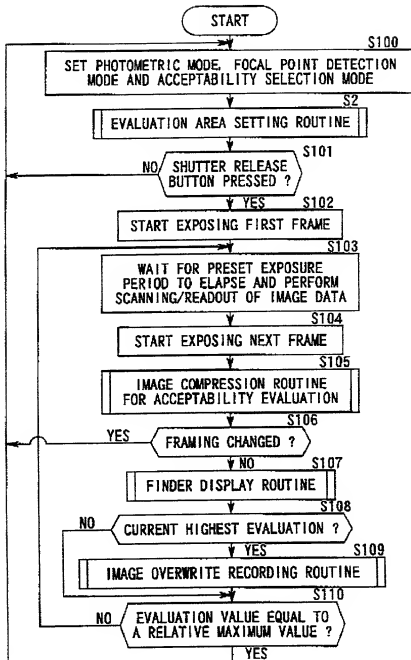 START
S100
SET PHOTOMETRIC MODE, FOCAL POINT DETECTION
MODE AND ACCEPTABILITY SELECTION MODE
S2
EVALUATION AREA SETTING ROUTINE
S101
NO
SHUTTER RELEASE
BUTTON PRESSED ?
YES
S102
START EXPOSING FIRST FRAME
S103
WAIT FOR PRESET EXPOSURE
PERIOD TO ELAPSE AND PERFORM
SCANNING/READOUT OF IMAGE DATA
S104
START EXPOSING NEXT FRAME
S105
IMAGE COMPRESSION ROUTINE
FOR ACCEPTABILITY EVALUATION
S106
YES
FRAMING CHANGED ?
NO
S107
FINDER DISPLAY ROUTINE
S108
NO
CURRENT HIGHEST EVALUATION ?
YES
S109
IMAGE OVERWRITE RECORDING ROUTINE
S110
NO
EVALUATION VALUE EQUAL TO
A RELATIVE MAXIMUM VALUE ?
YES